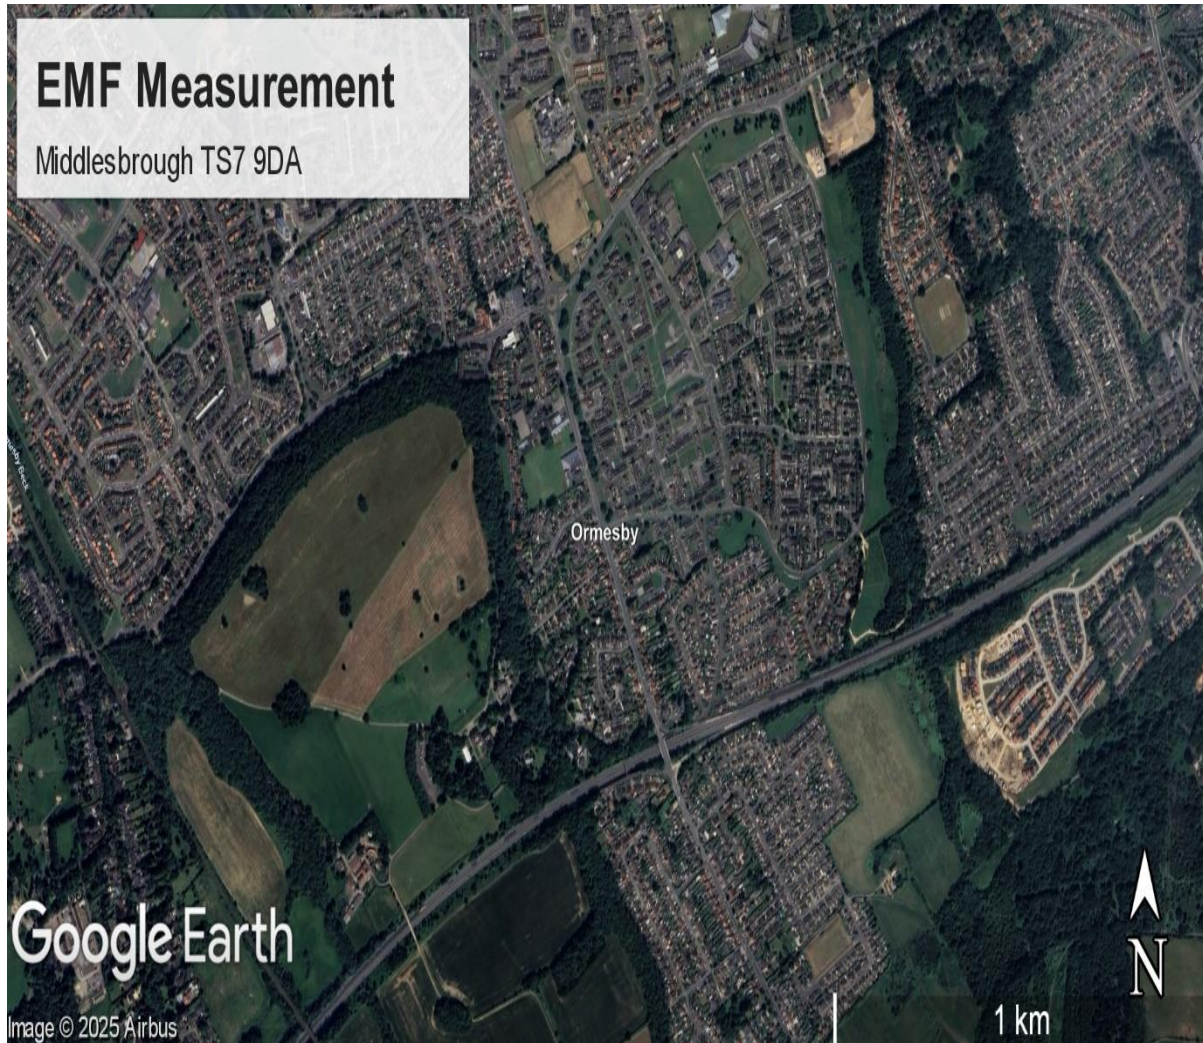 EMF Measurement
Middlesbrough TS7 9DA
Ormesby
Google Earth
Image © 2025 Airbus
1 km
N